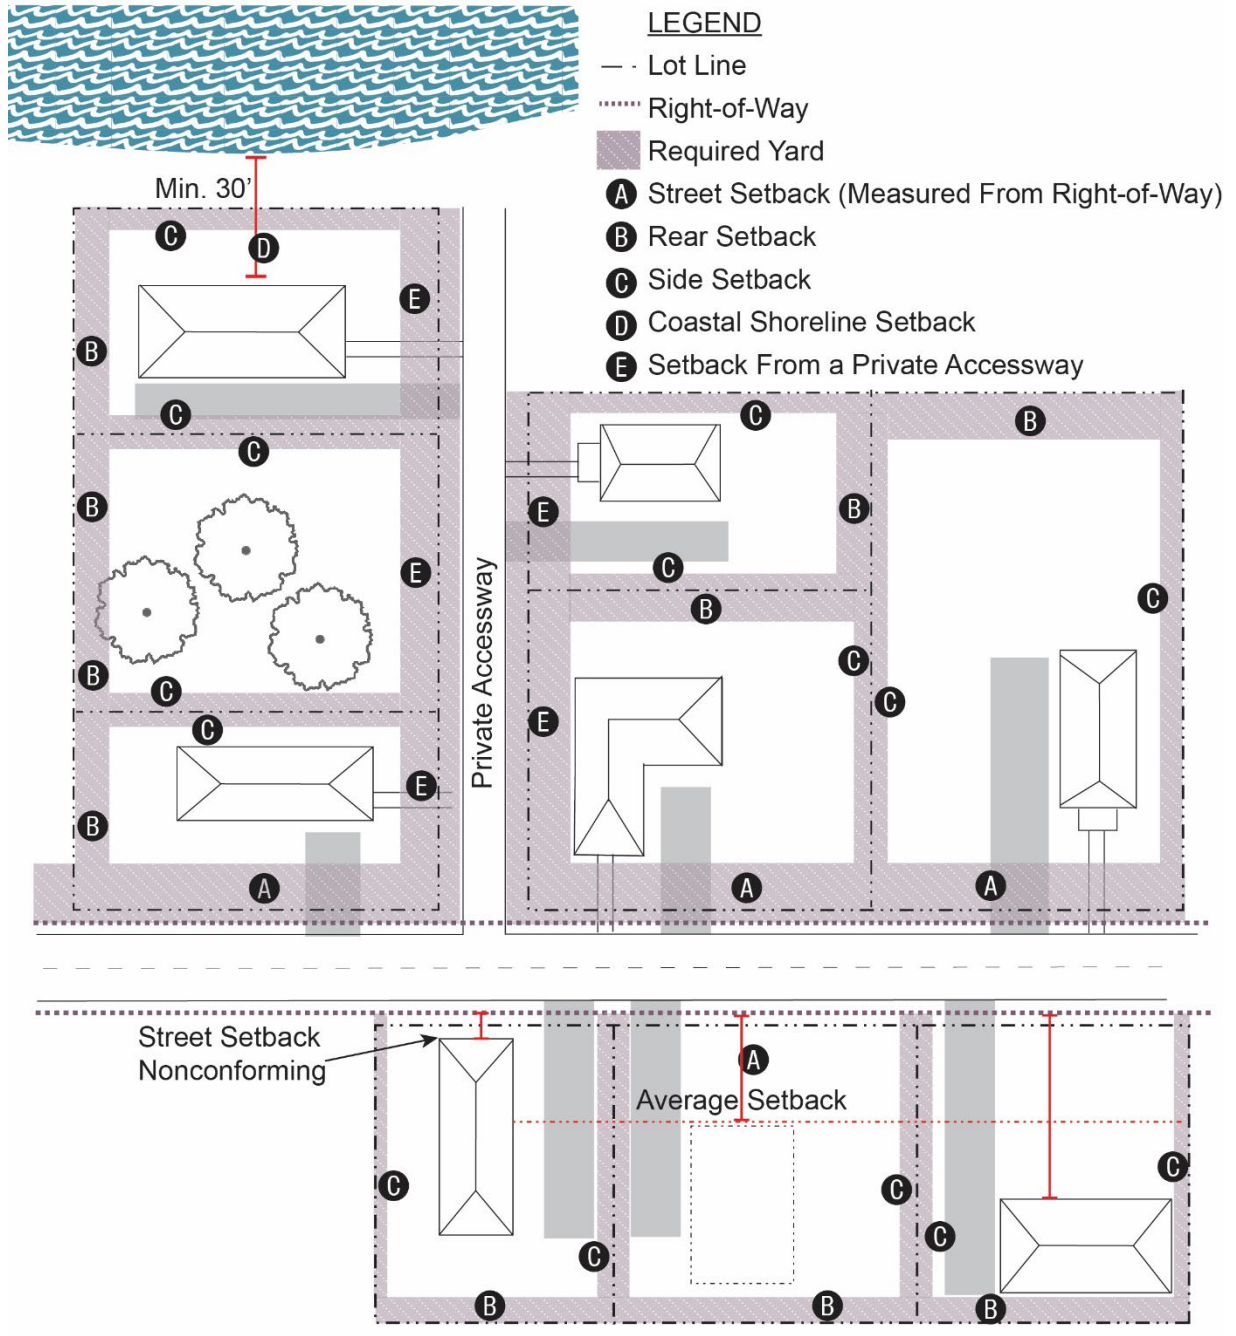 LEGEND
Lot Line
Right-of-Way
Required Yard
A Street Setback (Measured From Right-of-Way)
B Rear Setback
C Side Setback
D Coastal Shoreline Setback
E Setback From a Private Accessway
Min. 30'
C
D
E
B
C
C
B
E
B
C
C
E
B
A
Private Accessway
C
B
E
B
C
C
B
C
E
C
A
A
Street Setback
Nonconforming
A
Average Setback
C
C
C
C
C
B
B
B